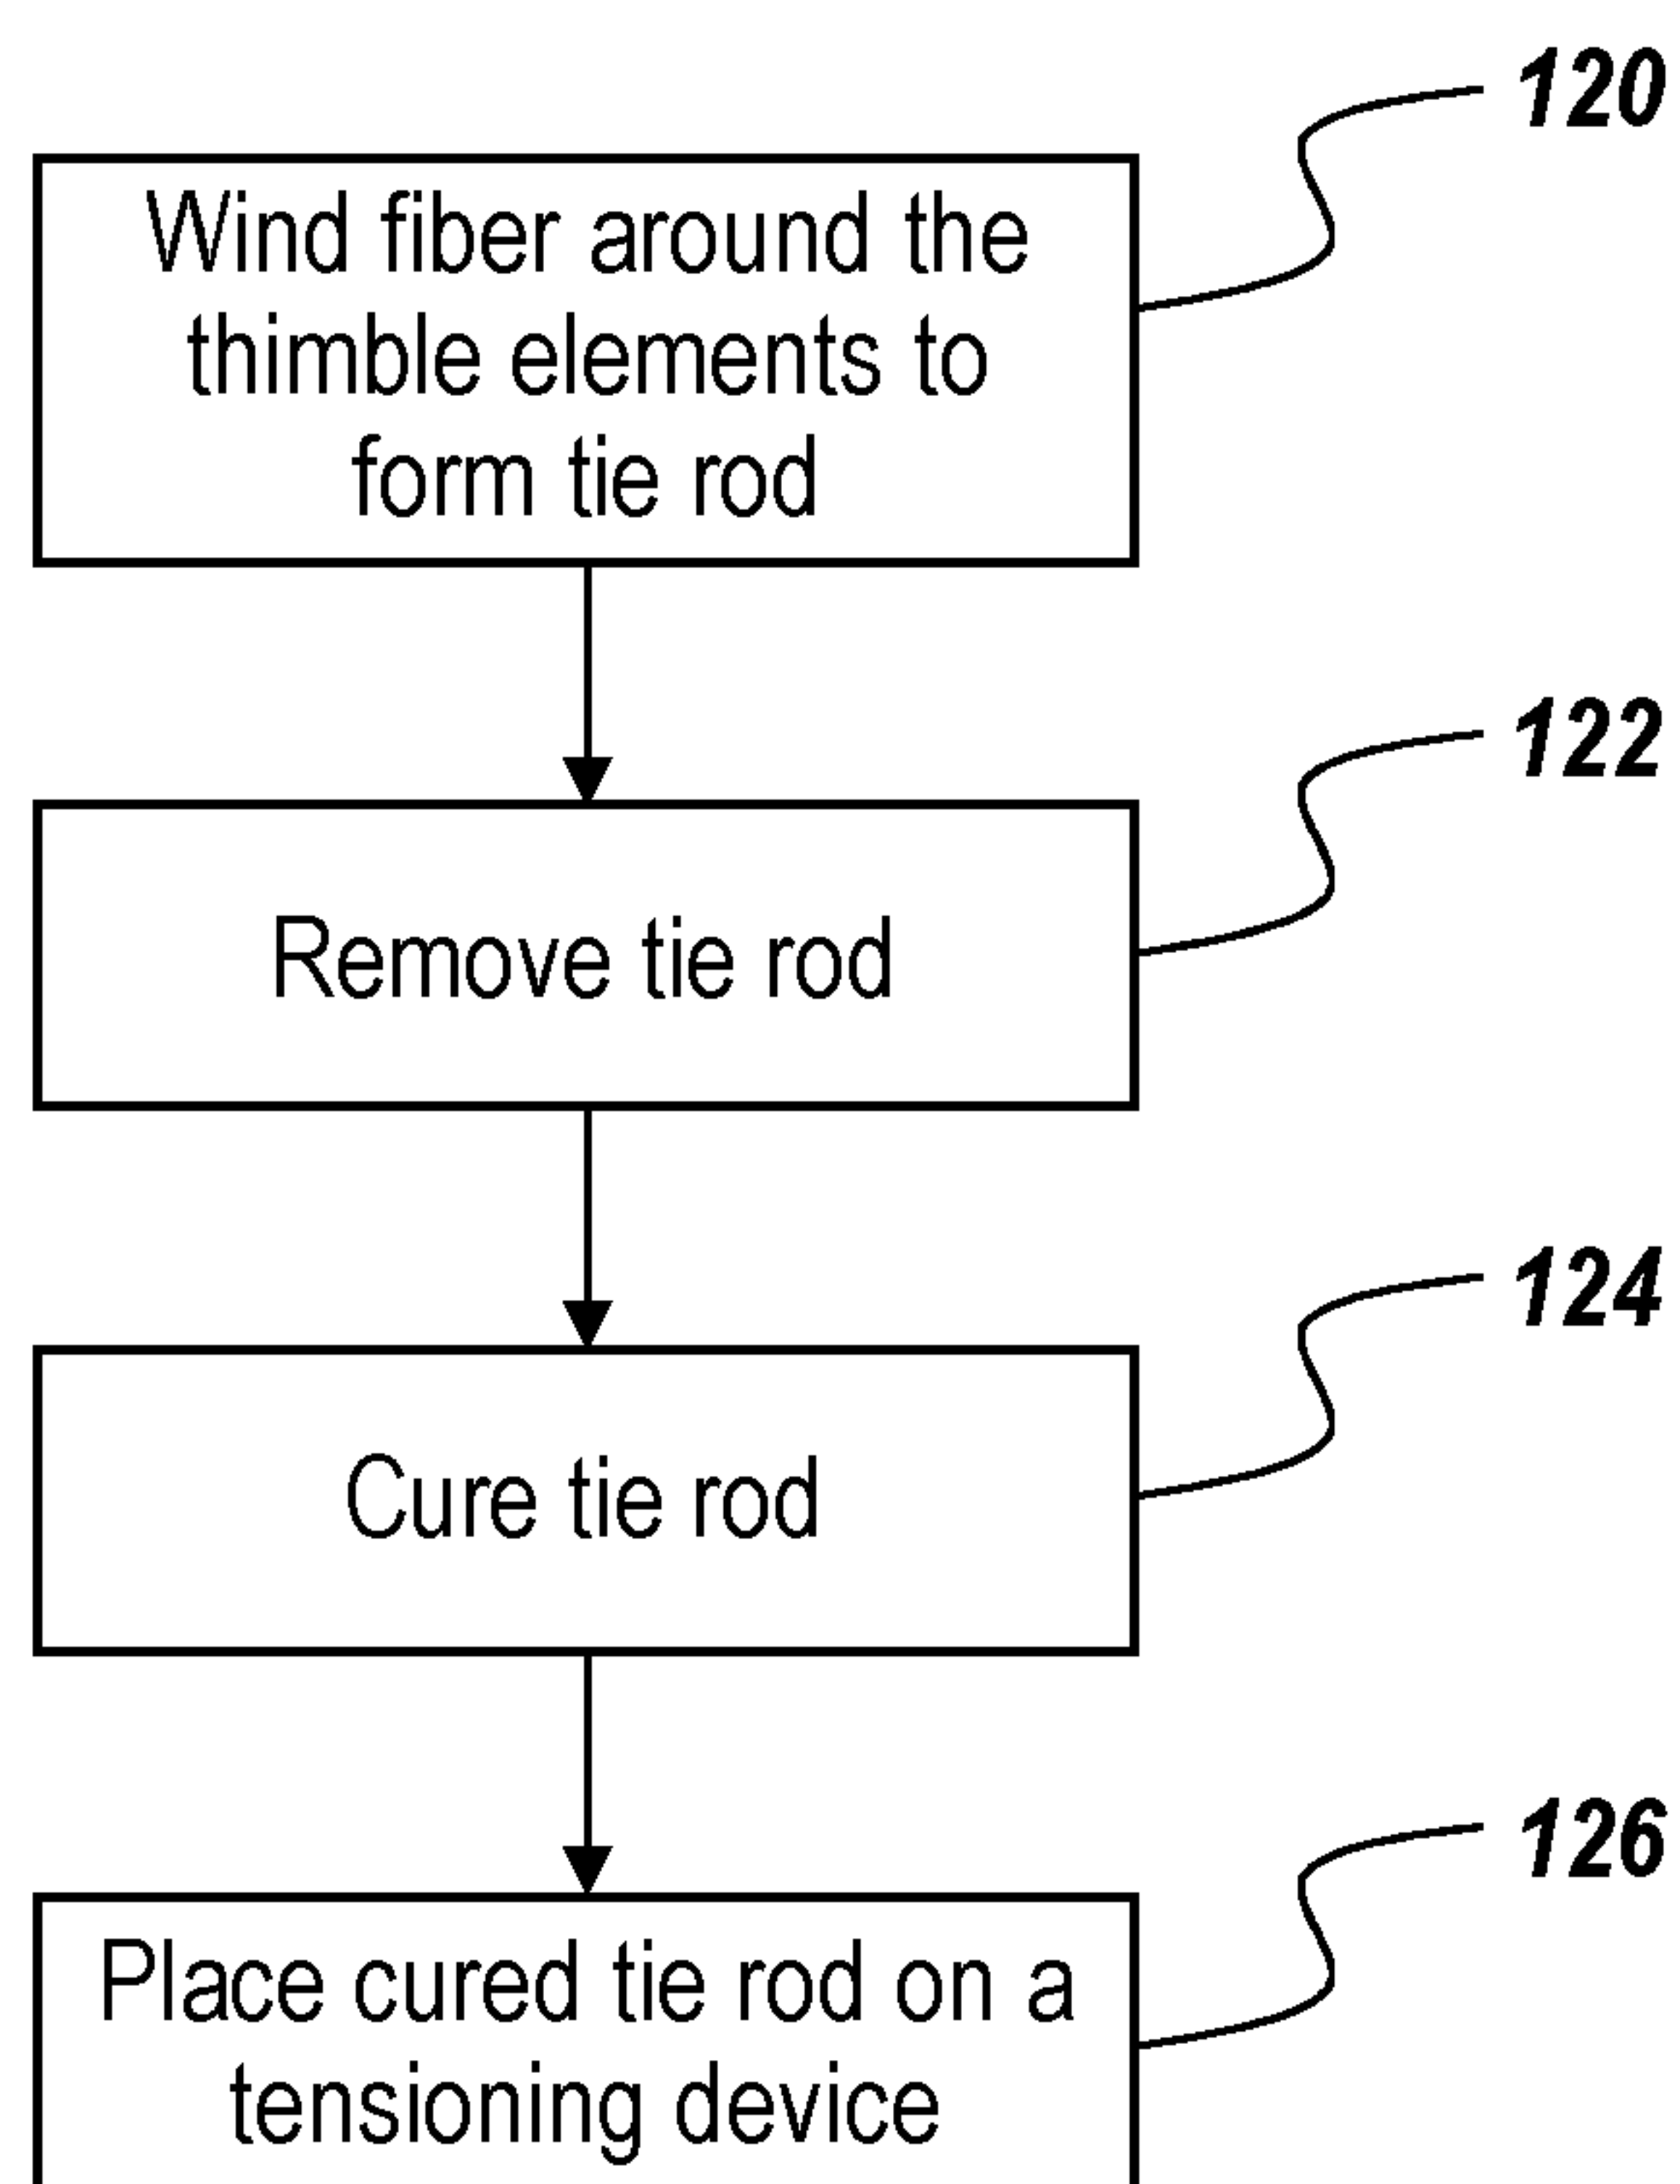 120
Wind fiber around the
thimble elements to
form tie rod
122
Remove tie rod
124
Cure tie rod
126
Place cured tie rod on a
tensioning device